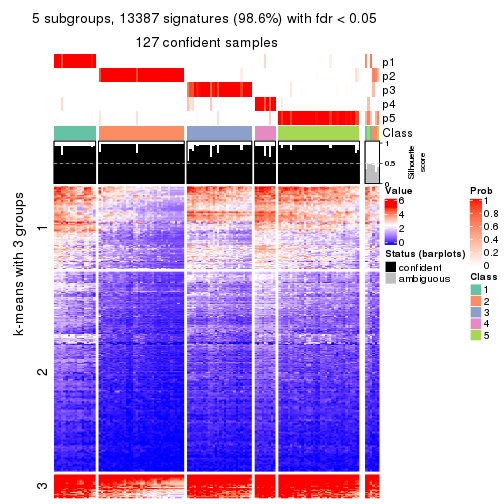 5 subgroups, 13387 signatures (98.6%) with fdr < 0.05
127 confident samples
p1
p2
p3
p4
p5
Class
1
0.5
0
Silhouette
score
k-means with 3 groups
1
2
3
Value
6
4
2
0
Status (barplots)
confident
ambiguous
Prob
1
0.8
0.6
0.4
0.2
0
Class
1
2
3
4
5